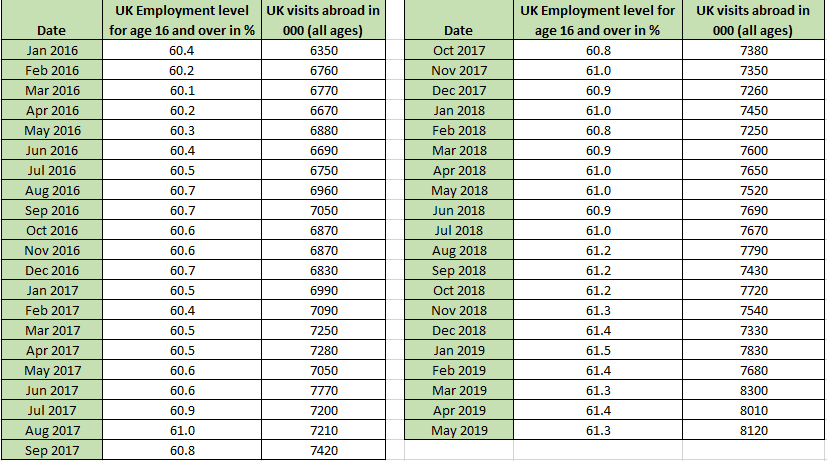 Date UK Employment level for age 16 and over in % UK visits abroad in 000 (all ages)
Jan 2016 60.4 6350
Feb 2016 60.2 6760
Mar 2016 60.1 6770
Apr 2016 60.2 6670
May 2016 60.3 6880
Jun 2016 60.4 6690
Jul 2016 60.5 6750
Aug 2016 60.7 6960
Sep 2016 60.7 7050
Oct 2016 60.6 6870
Nov 2016 60.6 6870
Dec 2016 60.7 6830
Jan 2017 60.5 6990
Feb 2017 60.4 7090
Mar 2017 60.5 7250
Apr 2017 60.5 7280
May 2017 60.6 7050
Jun 2017 60.6 7770
Jul 2017 60.9 7200
Aug 2017 61.0 7210
Sep 2017 60.8 7420
Date UK Employment level for age 16 and over in % UK visits abroad in 000 (all ages)
Oct 2017 60.8 7380
Nov 2017 61.0 7350
Dec 2017 60.9 7260
Jan 2018 61.0 7450
Feb 2018 60.8 7250
Mar 2018 60.9 7600
Apr 2018 61.0 7650
May 2018 61.0 7520
Jun 2018 60.9 7690
Jul 2018 61.0 7670
Aug 2018 61.2 7790
Sep 2018 61.2 7430
Oct 2018 61.2 7720
Nov 2018 61.3 7540
Dec 2018 61.4 7330
Jan 2019 61.5 7830
Feb 2019 61.4 7680
Mar 2019 61.3 8300
Apr 2019 61.4 8010
May 2019 61.3 8120